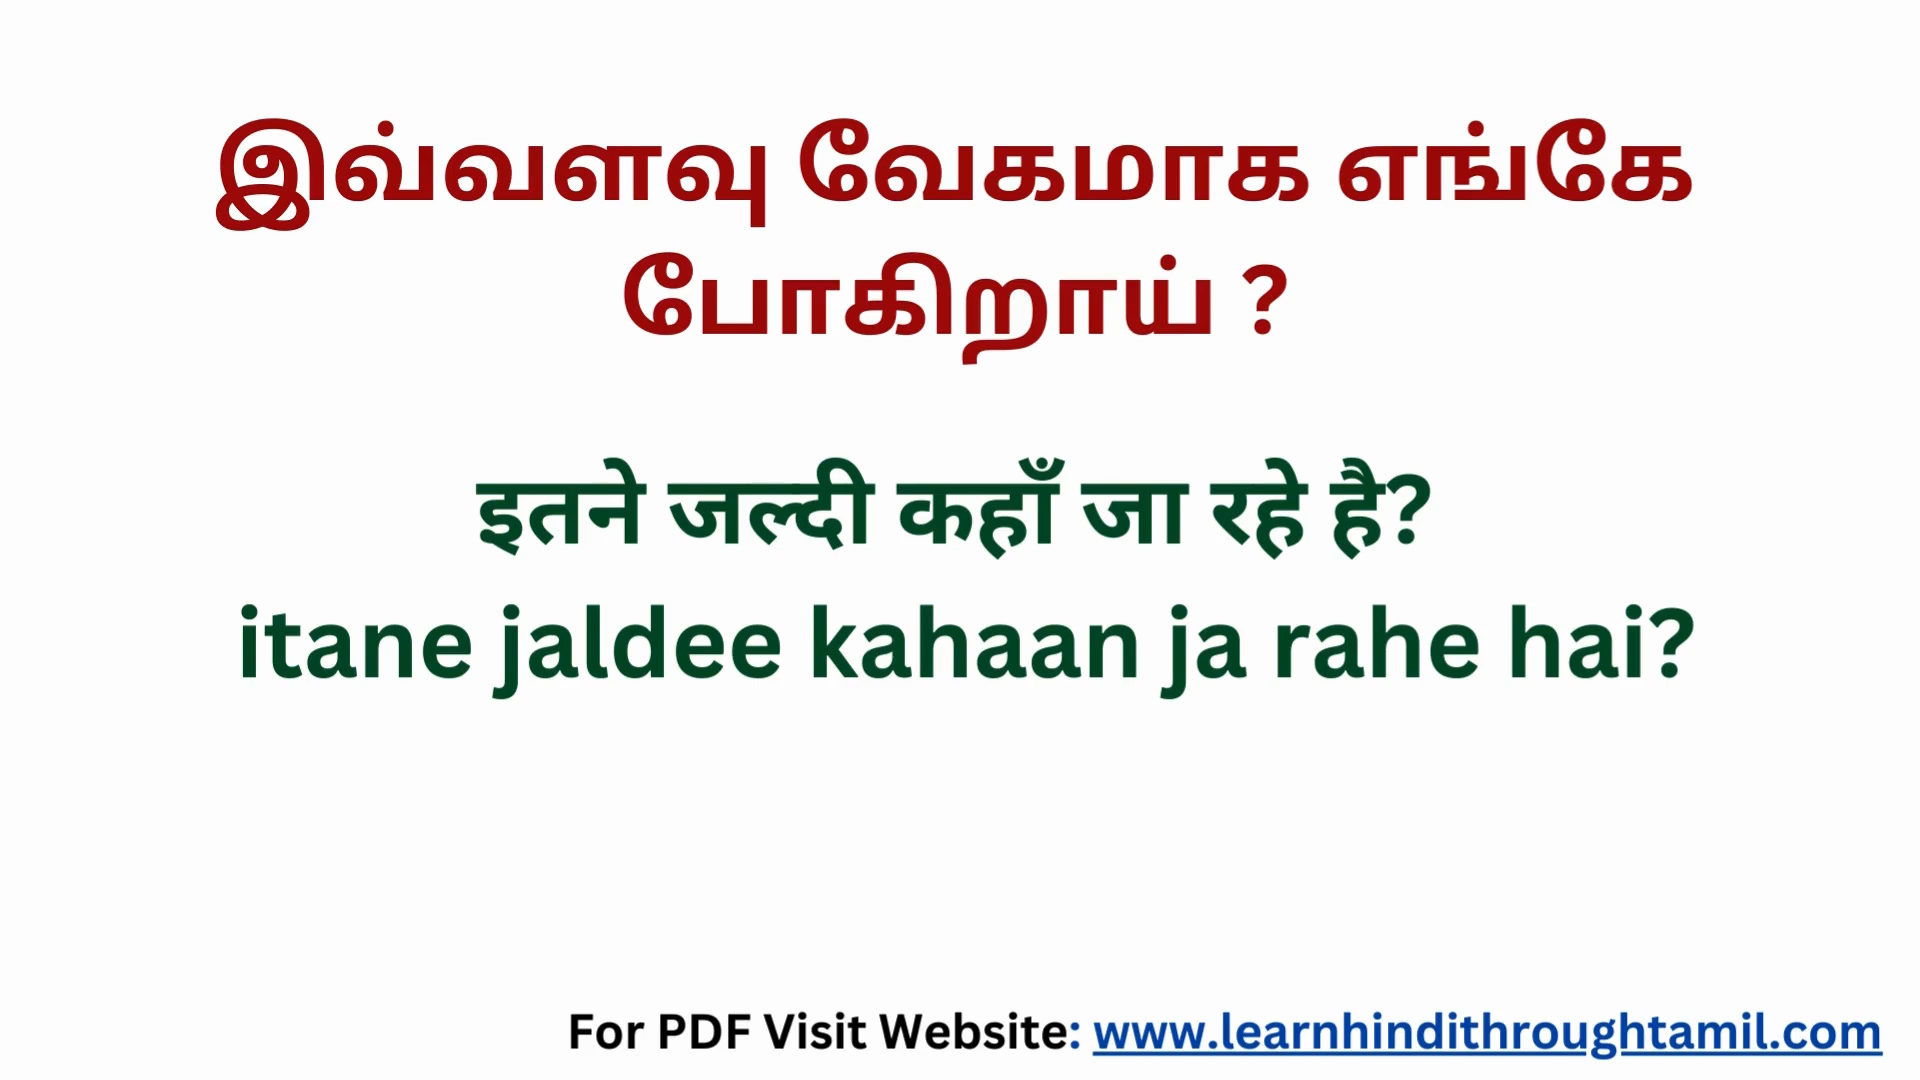 இவ்வளவு வேகமாக எங்கே
போகிறாய் ?
इतने जल्दी कहाँ जा रहे है?
itane jaldee kahaan ja rahe hai?
For PDF Visit Website: www.learnhindithroughtamil.com